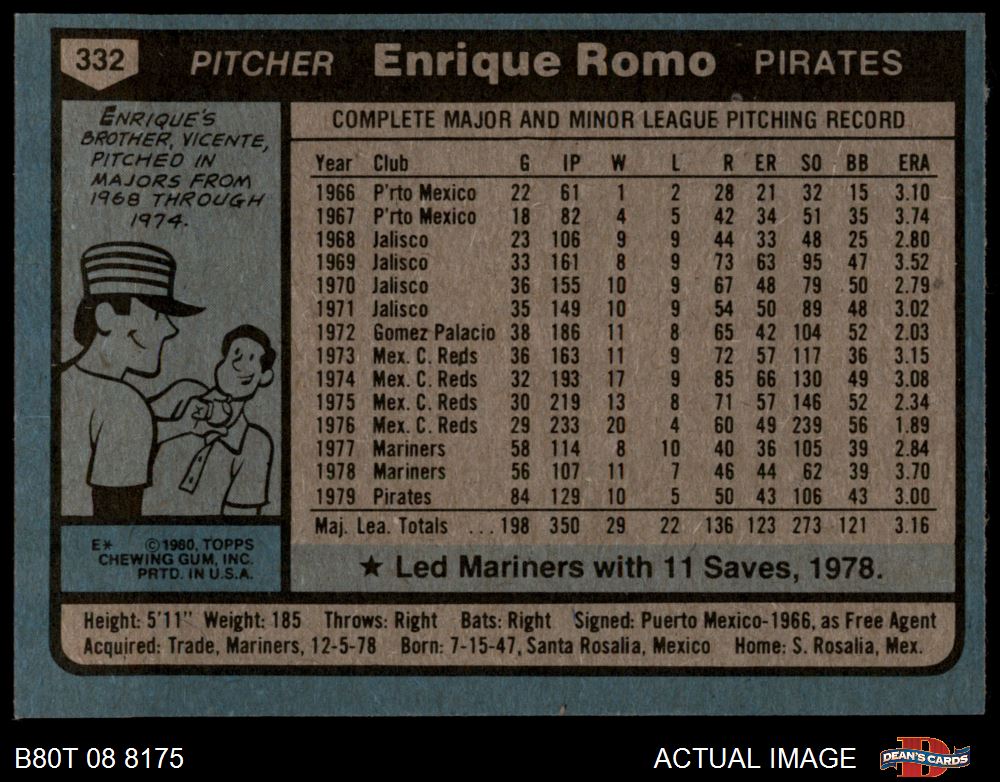 332 PITCHER Enrique Romo PIRATES
ENRIQUE'S
BROTHER, VICENTE,
PITCHED IN
MAJORS FROM
1968 THROUGH
1974.
COMPLETE MAJOR AND MINOR LEAGUE PITCHING RECORD
Year Club G IP W L R ER SO BB ERA
1966 P'rto Mexico 22 61 1 2 28 21 32 15 3.10
1967 P'rto Mexico 18 82 4 5 42 34 51 35 3.74
1968 Jalisco 23 106 9 9 44 33 48 25 2.80
1969 Jalisco 33 161 8 9 73 63 95 47 3.52
1970 Jalisco 36 155 10 9 67 48 79 50 2.79
1971 Jalisco 35 149 10 9 54 50 89 48 3.02
1972 Gomez Palacio 38 186 11 8 65 42 104 52 2.03
1973 Mex. C. Reds 36 163 11 9 72 57 117 36 3.15
1974 Mex. C. Reds 32 193 17 9 85 66 130 49 3.08
1975 Mex. C. Reds 30 219 13 8 71 57 146 52 2.34
1976 Mex. C. Reds 29 233 20 4 60 49 239 56 1.89
1977 Mariners 58 114 8 10 40 36 105 39 2.84
1978 Mariners 56 107 11 7 46 44 62 39 3.70
1979 Pirates 84 129 10 5 50 43 106 43 3.00
Maj. Lea. Totals ... 198 350 29 22 136 123 273 121 3.16
★ Led Mariners with 11 Saves, 1978.
E* ©1980, TOPPS
CHEWING GUM, INC.
PRTD. IN U.S.A.
Height: 5'11" Weight: 185 Throws: Right Bats: Right Signed: Puerto Mexico-1966, as Free Agent
Acquired: Trade, Mariners, 12-5-78 Born: 7-15-47, Santa Rosalia, Mexico Home: S. Rosalia, Mex.
B80T 08 8175 ACTUAL IMAGE DEAN'S CARDS